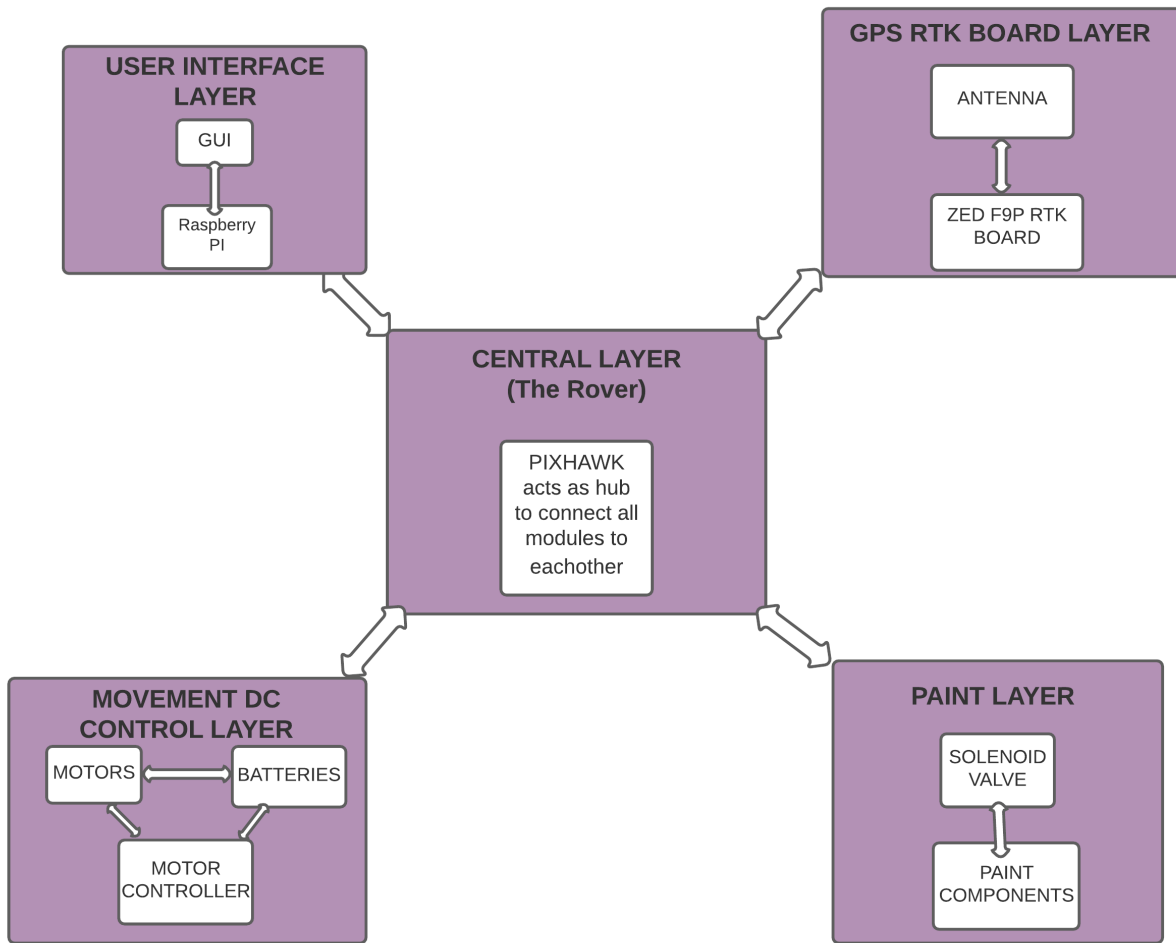 USER INTERFACE
LAYER
GUI
Raspberry
PI
GPS RTK BOARD LAYER
ANTENNA
ZED F9P RTK
BOARD
CENTRAL LAYER
(The Rover)
PIXHAWK
acts as hub
to connect all
modules to
eachother
MOVEMENT DC
CONTROL LAYER
MOTORS
BATTERIES
MOTOR
CONTROLLER
PAINT LAYER
SOLENOID
VALVE
PAINT
COMPONENTS